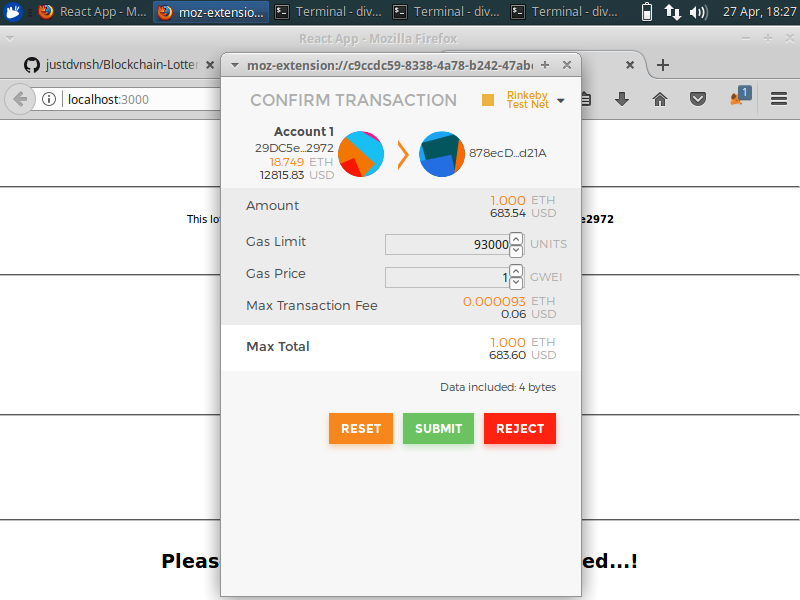 React App - M...
moz-extensio...
Terminal - div...
Terminal - div...
Terminal - div...
27 Apr, 18:27
React App - Mozilla Firefox
justdvnsh/Blockchain-Lotter
moz-extension://c9ccdc59-8338-4a78-b242-47ab
localhost:3000
1
CONFIRM TRANSACTION
Rinkeby
Test Net
Account 1
29DC5e...2972
18.749 ETH
12815.83 USD
878ecD...d21A
Amount
1.000 ETH
683.54 USD
This lo
e2972
Gas Limit
93000 UNITS
Gas Price
1 GWEI
Max Transaction Fee
0.000093 ETH
0.06 USD
Max Total
1.000 ETH
683.60 USD
Data included: 4 bytes
RESET
SUBMIT
REJECT
Pleas
ed...!